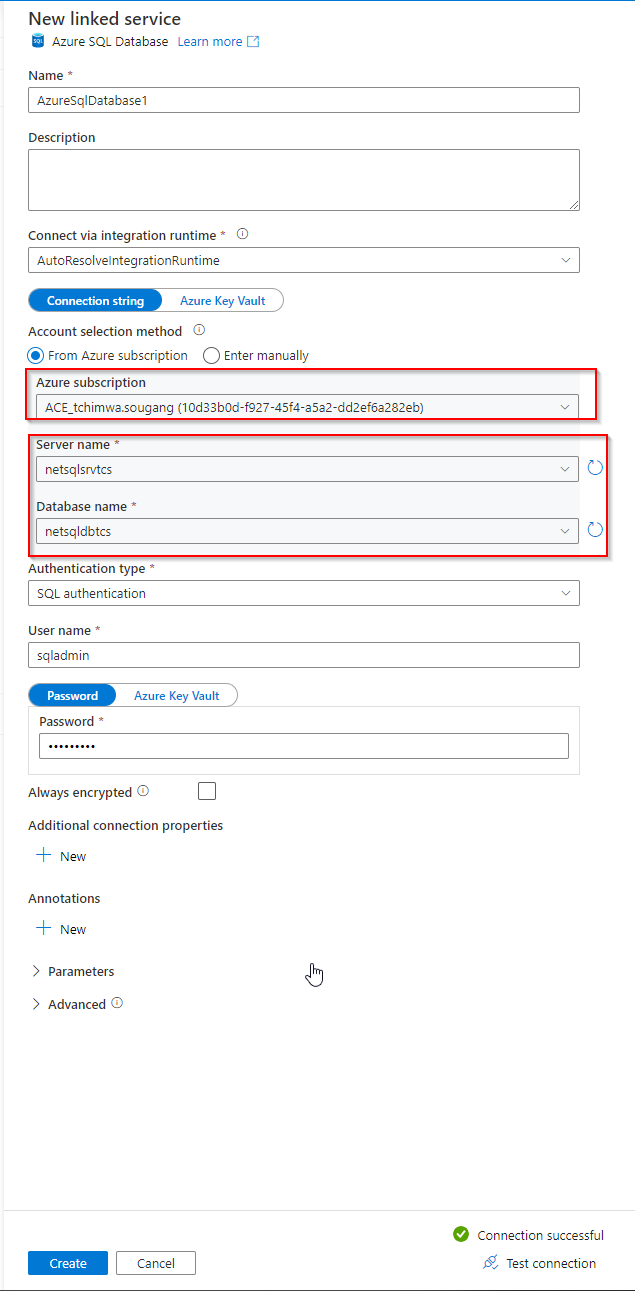 New linked service
SQL Azure SQL Database Learn more
Name *
AzureSqlDatabase1
Description
Connect via integration runtime *
AutoResolveIntegrationRuntime
Connection string Azure Key Vault
Account selection method
From Azure subscription Enter manually
Azure subscription
ACE_tchimwa.sougang (10d33b0d-f927-45f4-a5a2-dd2ef6a282eb)
Server name *
netsqlsrvtcs
Database name *
netsqldbtcs
Authentication type *
SQL authentication
User name *
sqladmin
Password Azure Key Vault
Password *
•••••••••
Always encrypted
Additional connection properties
+ New
Annotations
+ New
Parameters
Advanced
Connection successful
Create Cancel Test connection